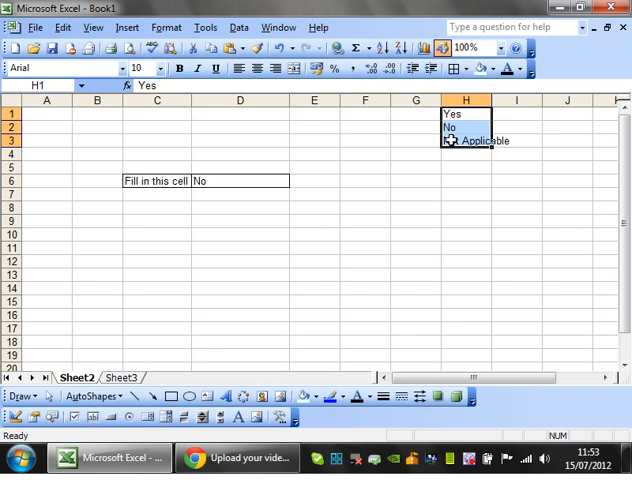 Microsoft Excel - Book1
File Edit View Insert Format Tools Data Window Help Type a question for help
Σ 100%
Arial 10 B I U %
H1 fx Yes
A B C D E F G H I J
1 Yes
2 No
3 Applicable
4
5
6 Fill in this cell No
7
8
9
10
11
12
13
14
15
16
17
18
19
20
Sheet2 Sheet3
Draw AutoShapes A A
Ready NUM
Microsoft Excel - ... Upload your vide... 11:53
15/07/2012